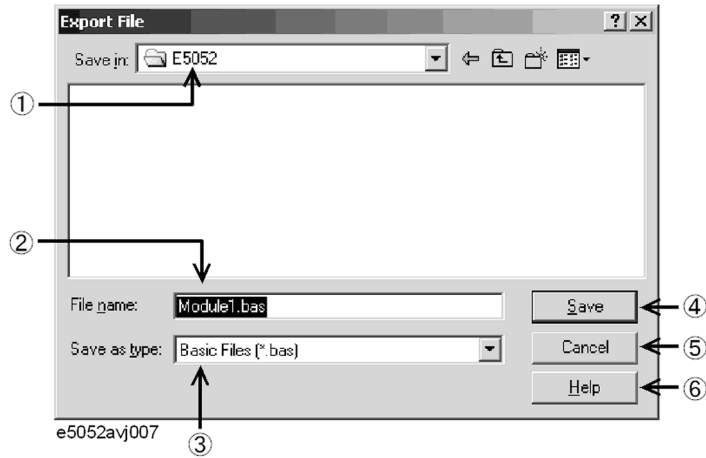 Export File ? ×
Save in: E5052
①
②
File name: Module1.bas Save ④
Save as type: Basic Files (*.bas) Cancel ⑤
Help ⑥
e5052avj007
③